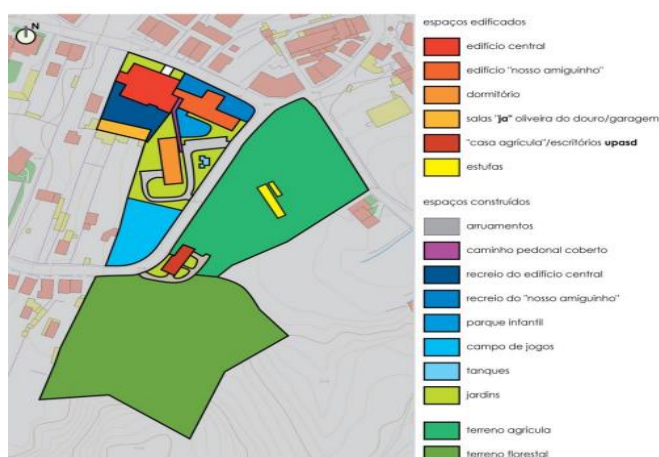 N
espaços edificados
edifício central
edifício "nosso amiguinho"
dormitório
salas "ja" oliveira do douro/garagem
"casa agrícula"/escritórios upasd
estufas
espaços construídos
arruamentos
caminho pedonal coberto
recreio do edifício central
recreio do "nosso amiguinho"
parque infantil
campo de jogos
tanques
jardins
terreno agrícula
terreno florestal